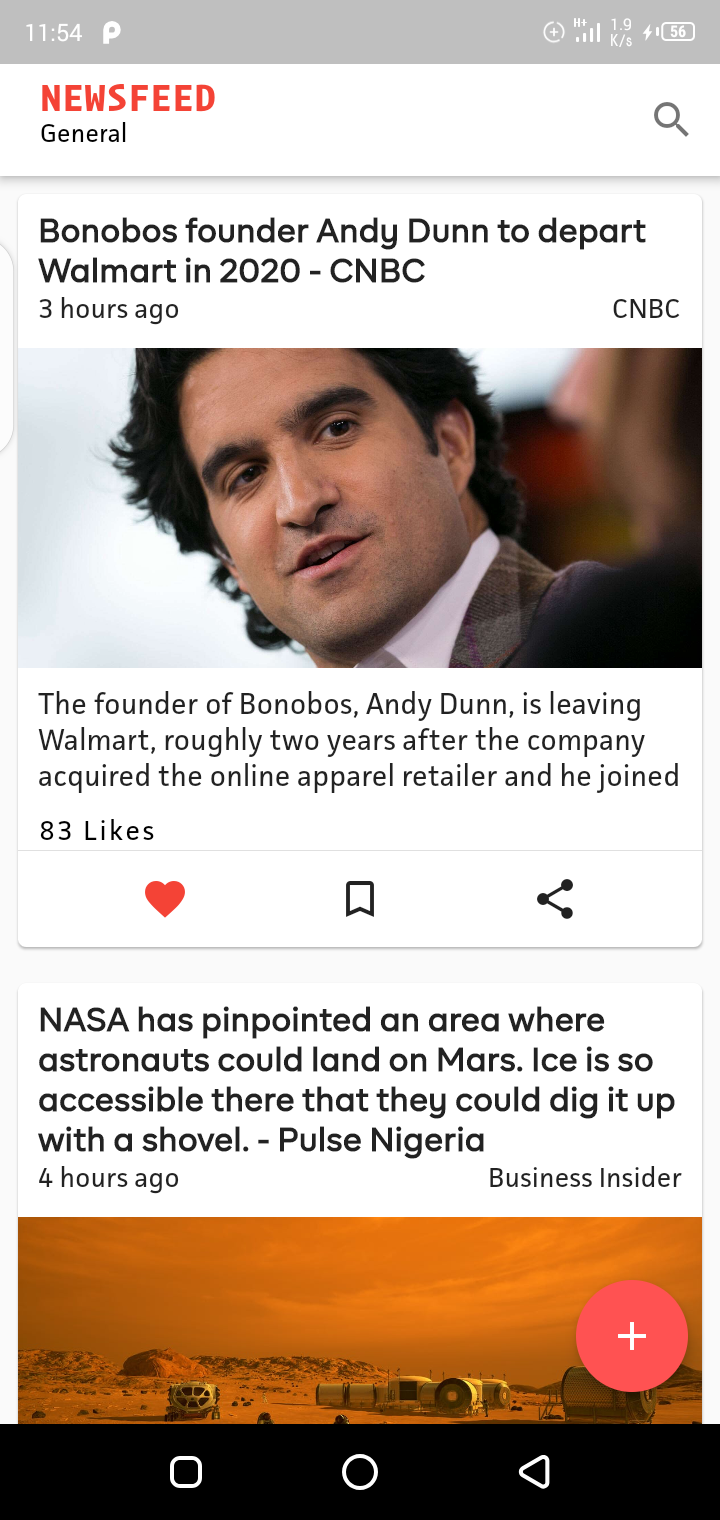 11:54
H+ 1.9 K/s 56
NEWSFEED
General
Bonobos founder Andy Dunn to depart
Walmart in 2020 - CNBC
3 hours ago CNBC
The founder of Bonobos, Andy Dunn, is leaving
Walmart, roughly two years after the company
acquired the online apparel retailer and he joined
83 Likes
NASA has pinpointed an area where
astronauts could land on Mars. Ice is so
accessible there that they could dig it up
with a shovel. - Pulse Nigeria
4 hours ago Business Insider